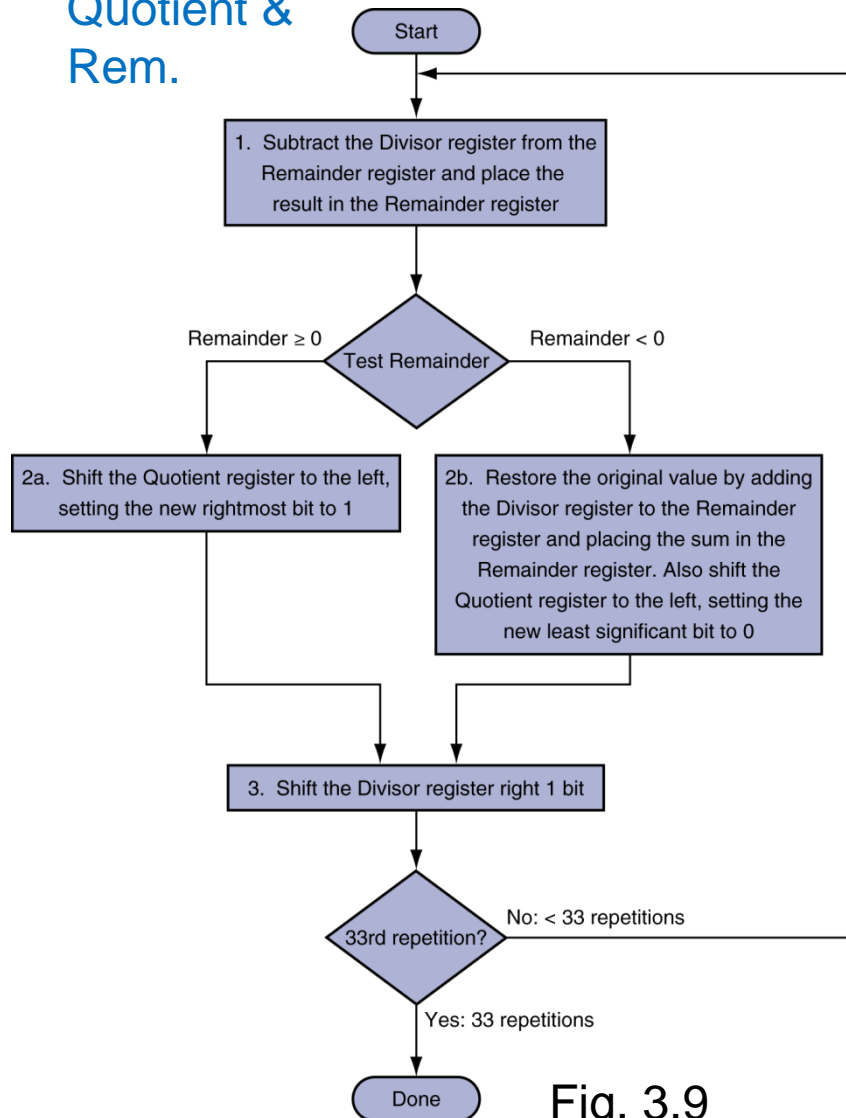 Quotient &
Rem.
Start
1. Subtract the Divisor register from the
Remainder register and place the
result in the Remainder register
Remainder ≥ 0
Remainder < 0
Test Remainder
2a. Shift the Quotient register to the left,
setting the new rightmost bit to 1
2b. Restore the original value by adding
the Divisor register to the Remainder
register and placing the sum in the
Remainder register. Also shift the
Quotient register to the left, setting the
new least significant bit to 0
3. Shift the Divisor register right 1 bit
No: < 33 repetitions
33rd repetition?
Yes: 33 repetitions
Done
Fig. 3.9